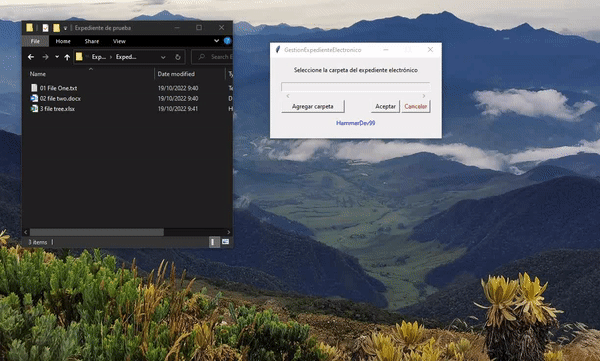 Expediente de prueba
File Home Share View
Exp... Exped...
Name Date modified
01 File One.txt 19/10/2022 9:40
02 file two.docx 19/10/2022 9:40
3 file tree.xlsx 19/10/2022 9:41
3 items
GestionExpedienteElectronico
Seleccione la carpeta del expediente electrónico
Agregar carpeta Aceptar Cancelar
HammerDev99